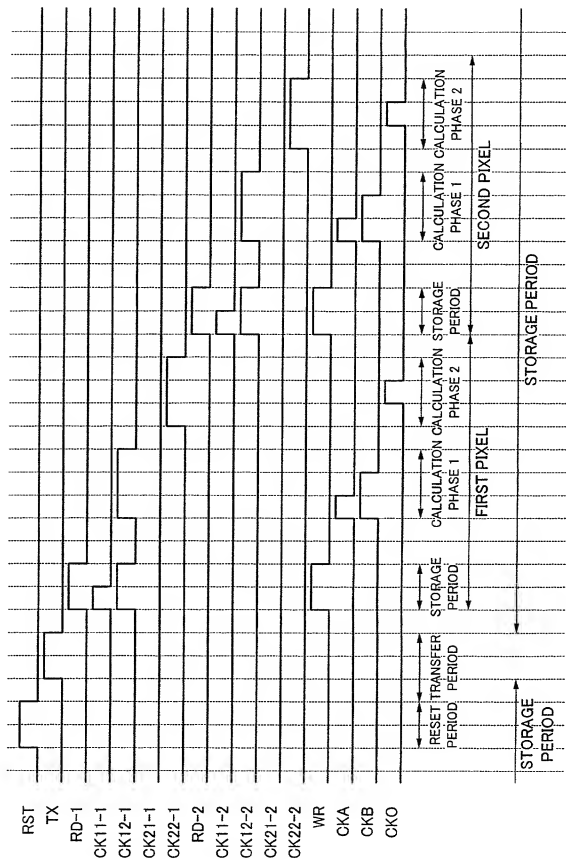 RST
TX
RD-1
CK11-1
CK12-1
CK21-1
CK22-1
RD-2
CK11-2
CK12-2
CK21-2
CK22-2
WR
CKA
CKB
CKO
RESET
PERIOD
TRANSFER
PERIOD
STORAGE
PERIOD
CALCULATION
PHASE 1
CALCULATION
PHASE 2
STORAGE
PERIOD
CALCULATION
PHASE 1
CALCULATION
PHASE 2
FIRST PIXEL
SECOND PIXEL
STORAGE
PERIOD
STORAGE PERIOD